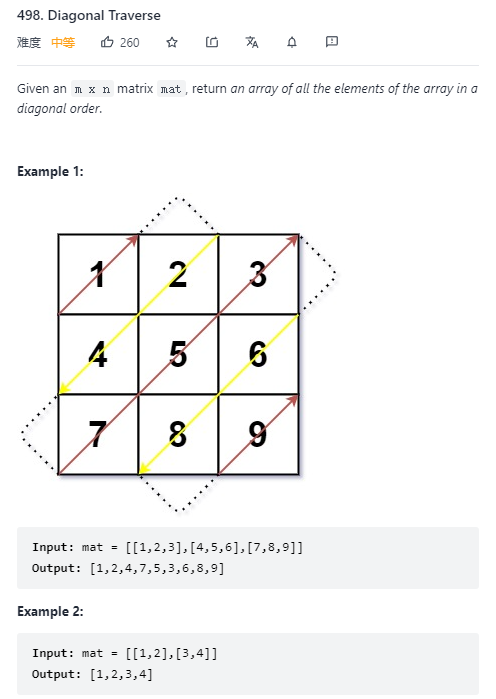 498. Diagonal Traverse
难度 中等 260
Given an m x n matrix mat, return an array of all the elements of the array in a
diagonal order.
Example 1:
1 2 3
4 5 6
7 8 9
Input: mat = [[1,2,3],[4,5,6],[7,8,9]]
Output: [1,2,4,7,5,3,6,8,9]
Example 2:
Input: mat = [[1,2],[3,4]]
Output: [1,2,3,4]